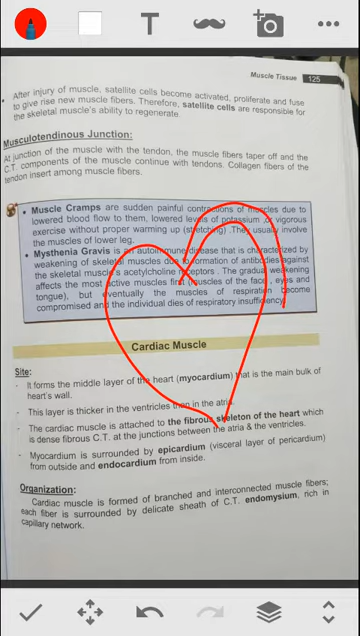 T
Muscle Tissue 125
After injury of muscle, satellite cells become activated, proliferate and fuse
to give rise new muscle fibers. Therefore, satellite cells are responsible for
the skeletal muscle's ability to regenerate.
Musculotendinous Junction:
At junction of the muscle with the tendon, the muscle fibers taper off and the
C.T. components of the muscle continue with tendons. Collagen fibers of the
tendon insert among muscle fibers.
• Muscle Cramps are sudden painful contractions of muscles due to
lowered blood flow to them, lowered levels of potassium, or vigorous
exercise without proper warming up (stretching) .They usually involve
the muscles of lower leg.
• Mysthenia Gravis is an autoimmune disease that is characterized by
weakening of skeletal muscles due to formation of antibodies against
the skeletal muscle's acetylcholine receptors . The gradual weakening
affects the most active muscles first (muscles of the face , eyes and
tongue), but eventually the muscles of respiration become
compromised and the individual dies of respiratory insufficiency.
Cardiac Muscle
Site:
- It forms the middle layer of the heart (myocardium) that is the main bulk of
heart's wall.
- This layer is thicker in the ventricles than in the atria.
- The cardiac muscle is attached to the fibrous skeleton of the heart which
is dense fibrous C.T. at the junctions between the atria & the ventricles.
- Myocardium is surrounded by epicardium (visceral layer of pericardium)
from outside and endocardium from inside.
Organization:
Cardiac muscle is formed of branched and interconnected muscle fibers;
each fiber is surrounded by delicate sheath of C.T. endomysium, rich in
capillary network.